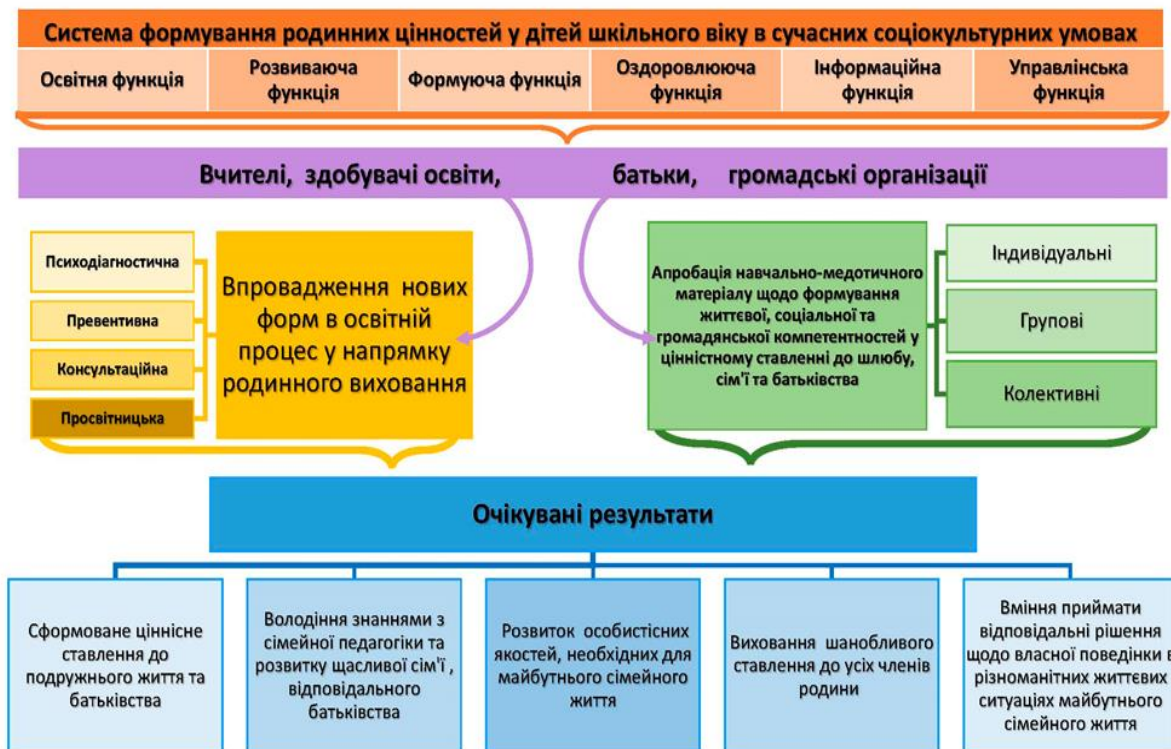 Система формування родинних цінностей у дітей шкільного віку в сучасних соціокультурних умовах
Освітня функція
Розвиваюча
функція
Формуюча функція
Оздоровлююча
функція
Інформаційна
функція
Управлінська
функція
Вчителі, здобувачі освіти, батьки, громадські організації
Психодіагностична
Превентивна
Консультаційна
Просвітницька
Впровадження нових
форм в освітній
процес у напрямку
родинного виховання
Апробація навчально-медотичного
матеріалу щодо формування
життєвої, соціальної та
громадянської компетентностей у
цінністному ставленні до шлюбу,
сім'ї та батьківства
Індивідуальні
Групові
Колективні
Очікувані результати
Сформоване ціннісне
ставлення до
подружнього життя та
батьківства
Володіння знаннями з
сімейної педагогіки та
розвитку щасливої сім'ї ,
відповідального
батьківства
Розвиток особистісних
якостей, необхідних для
майбутнього сімейного
життя
Виховання шанобливого
ставлення до усіх членів
родини
Вміння приймати
відповідальні рішення
щодо власної поведінки в
різноманітних життєвих
ситуаціях майбутнього
сімейного життя